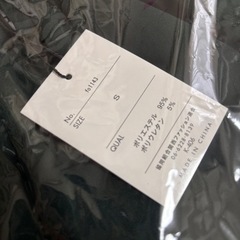 No. fa1143
SIZE S
QUAL ポリエステル 95%
ポリウレタン 5%
MADE IN CHINA